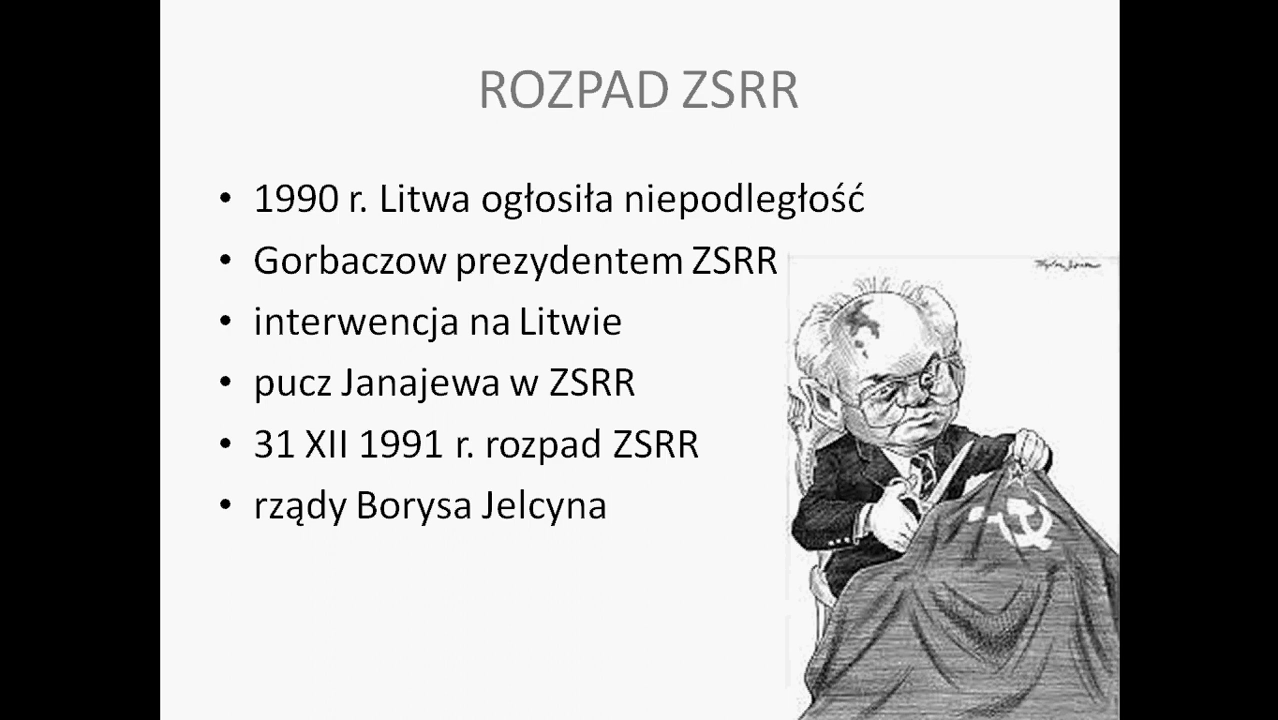 ROZPAD ZSRR
• 1990 r. Litwa ogłosiła niepodległość
• Gorbaczow prezydentem ZSRR
• interwencja na Litwie
• pucz Janajewa w ZSRR
• 31 XII 1991 r. rozpad ZSRR
• rządy Borysa Jelcyna